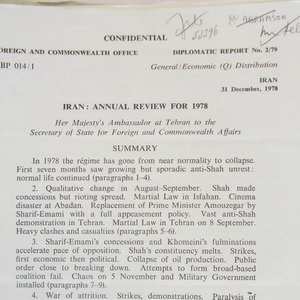 CONFIDENTIAL
OREIGN AND COMMONWEALTH OFFICE DIPLOMATIC REPORT No. 2/79
BP 014/1 General/Economic (Q) Distribution
IRAN
31 December, 1978
IRAN: ANNUAL REVIEW FOR 1978
Her Majesty's Ambassador at Tehran to the
Secretary of State for Foreign and Commonwealth Affairs
SUMMARY
In 1978 the régime has gone from near normality to collapse.
First seven months saw growing but sporadic anti-Shah unrest:
normal life continued (paragraphs 1–4).
2. Qualitative change in August–September. Shah made
concessions but rioting spread. Martial Law in Isfahan. Cinema
disaster at Abadan. Replacement of Prime Minister Amouzegar by
Sharif-Emami with a full appeasement policy. Vast anti-Shah
demonstration in Tehran. Martial Law in Tehran on 8 September.
Heavy clashes and casualties (paragraphs 5–6).
3. Sharif-Emami's concessions and Khomeini's fulminations
accelerate pace of opposition. Shah's constituency melts. Strikes,
first economic then political. Collapse of oil production. Public
order close to breaking down. Attempts to form broad-based
coalition fail. Chaos on 5 November and Military Government
installed (paragraphs 7–9).
4. War of attrition. Strikes, demonstrations. Paralysis of